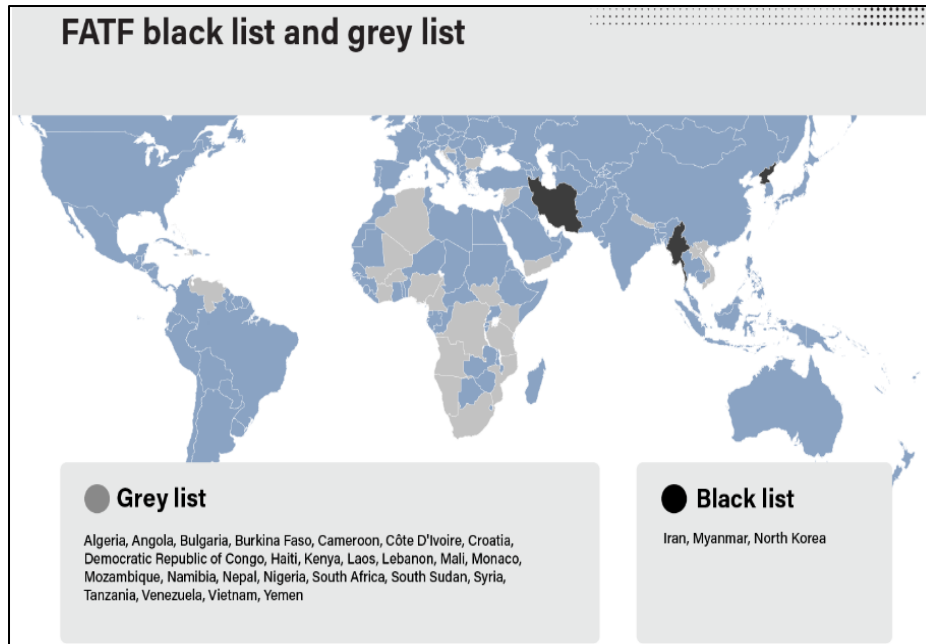 FATF black list and grey list
Grey list
Algeria, Angola, Bulgaria, Burkina Faso, Cameroon, Côte D'Ivoire, Croatia,
Democratic Republic of Congo, Haiti, Kenya, Laos, Lebanon, Mali, Monaco,
Mozambique, Namibia, Nepal, Nigeria, South Africa, South Sudan, Syria,
Tanzania, Venezuela, Vietnam, Yemen
Black list
Iran, Myanmar, North Korea